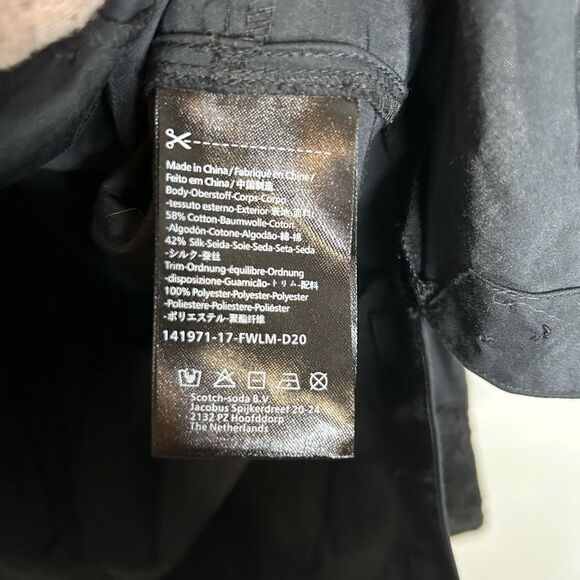 Made in China / Fabriqué en Chine /
Feito em China / 中国制造
Body-Oberstoff-Corps-Corpo
-tessuto esterno-Exterior-表地-面料
58% Cotton-Baumwolle-Coton
-Algodón-Cotone-Algodão-綿-棉
42% Silk-Seida-Soie-Seda-Seta-Seda
-シルク-蚕丝
Trim-Ordnung-équilibre-Ordnung
-disposizione-Guarnicão-トリム-配料
100% Polyester-Polyester-Polyester
-Poliestere-Poliestere-Poliéster
-ポリエステル-聚酯纤维
141971-17-FWLM-D20
Scotch-soda B.V.
Jacobus Spijkerdreef 20-24
2132 PZ Hoofddorp
The Netherlands